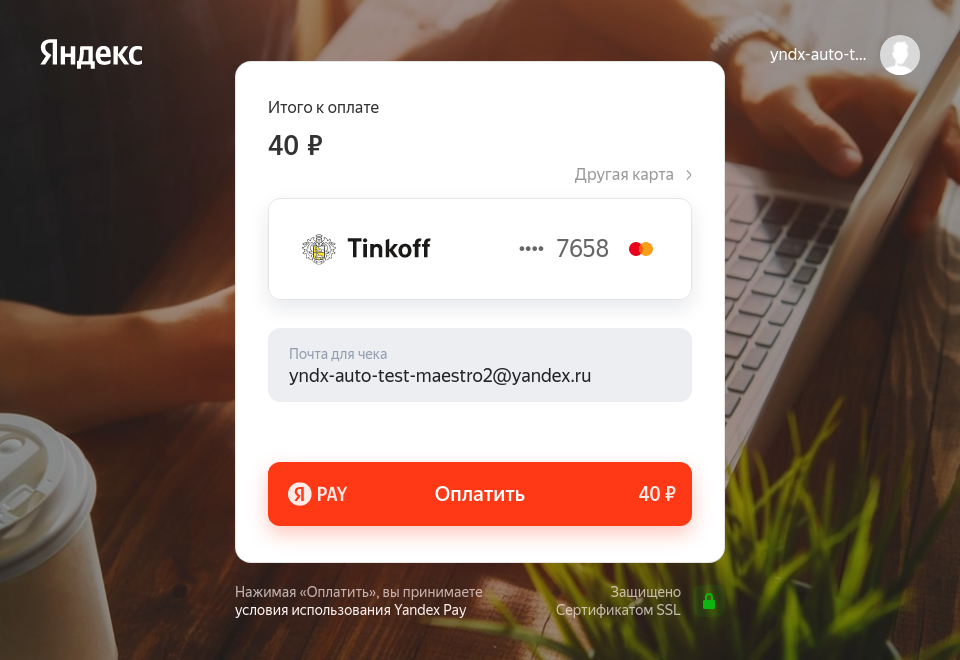 Яндекс
yndx-auto-t...
Итого к оплате
40 ₽
Другая карта
Tinkoff
•••• 7658
Почта для чека
yndx-auto-test-maestro2@yandex.ru
Я PAY Оплатить 40 ₽
Нажимая «Оплатить», вы принимаете
условия использования Yandex Pay
Защищено
Сертификатом SSL